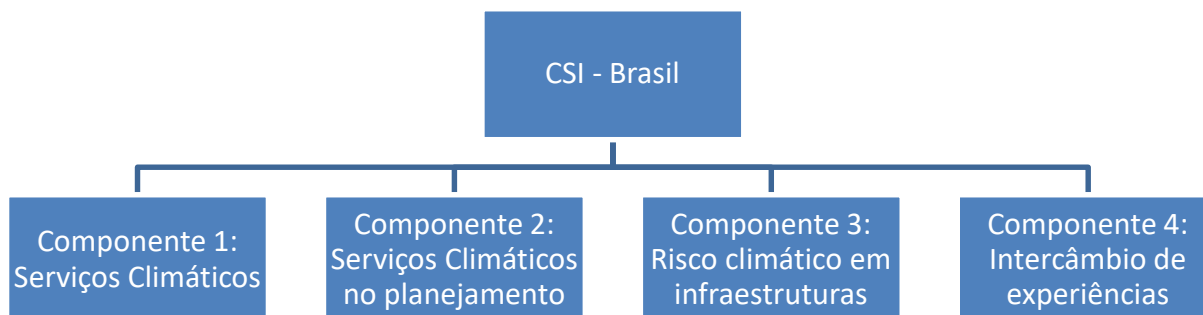 CSI - Brasil
Componente 1:
Serviços Climáticos
Componente 2:
Serviços Climáticos
no planejamento
Componente 3:
Risco climático em
infraestruturas
Componente 4:
Intercâmbio de
experiências